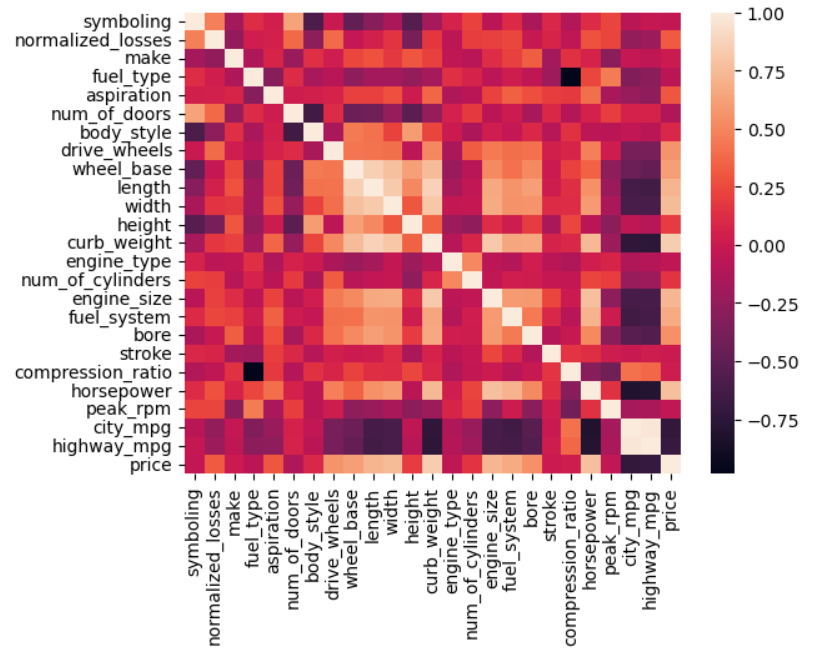 symboling
normalized_losses
make
fuel_type
aspiration
num_of_doors
body_style
drive_wheels
wheel_base
length
width
height
curb_weight
engine_type
num_of_cylinders
engine_size
fuel_system
bore
stroke
compression_ratio
horsepower
peak_rpm
city_mpg
highway_mpg
price
symboling
normalized_losses
make
fuel_type
aspiration
num_of_doors
body_style
drive_wheels
wheel_base
length
width
height
curb_weight
engine_type
num_of_cylinders
engine_size
fuel_system
bore
stroke
compression_ratio
horsepower
peak_rpm
city_mpg
highway_mpg
price
1.00
0.75
0.50
0.25
0.00
−0.25
−0.50
−0.75